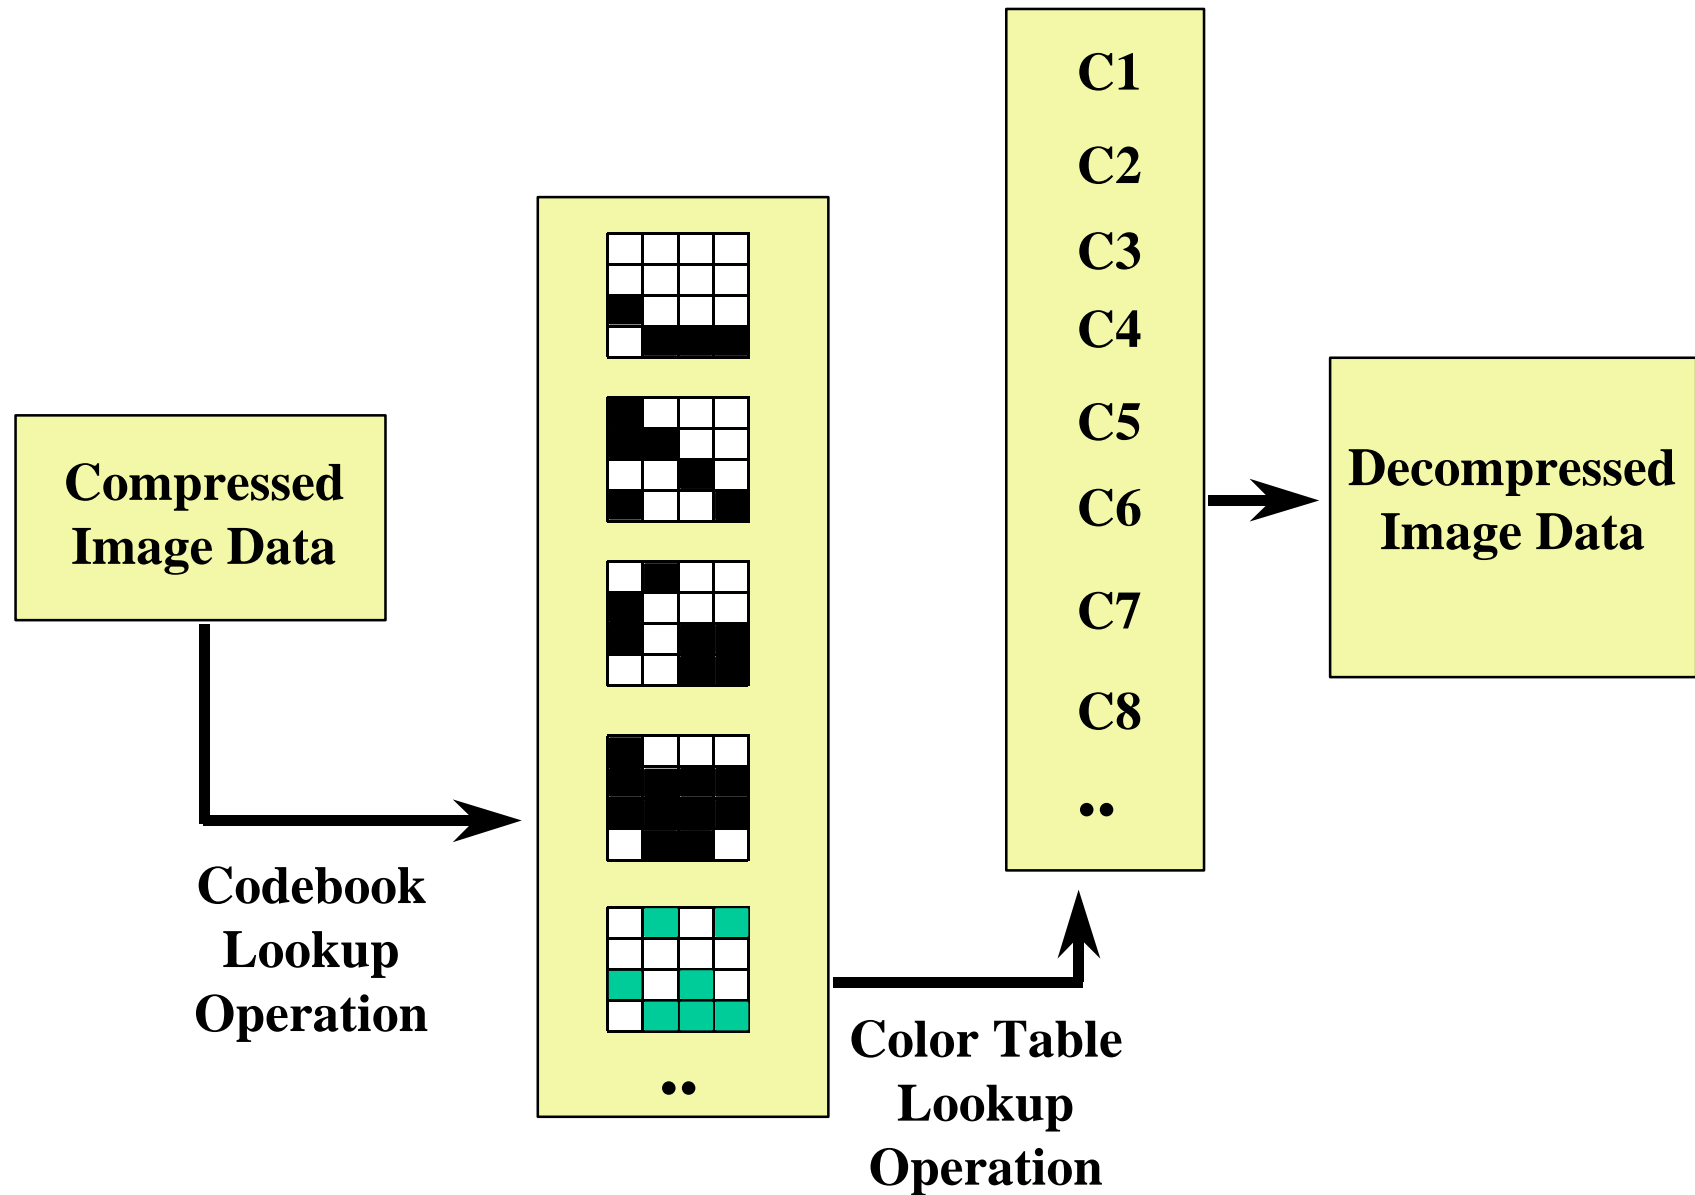 Compressed
Image Data
Codebook
Lookup
Operation
••
Color Table
Lookup
Operation
C1
C2
C3
C4
C5
C6
C7
C8
••
Decompressed
Image Data